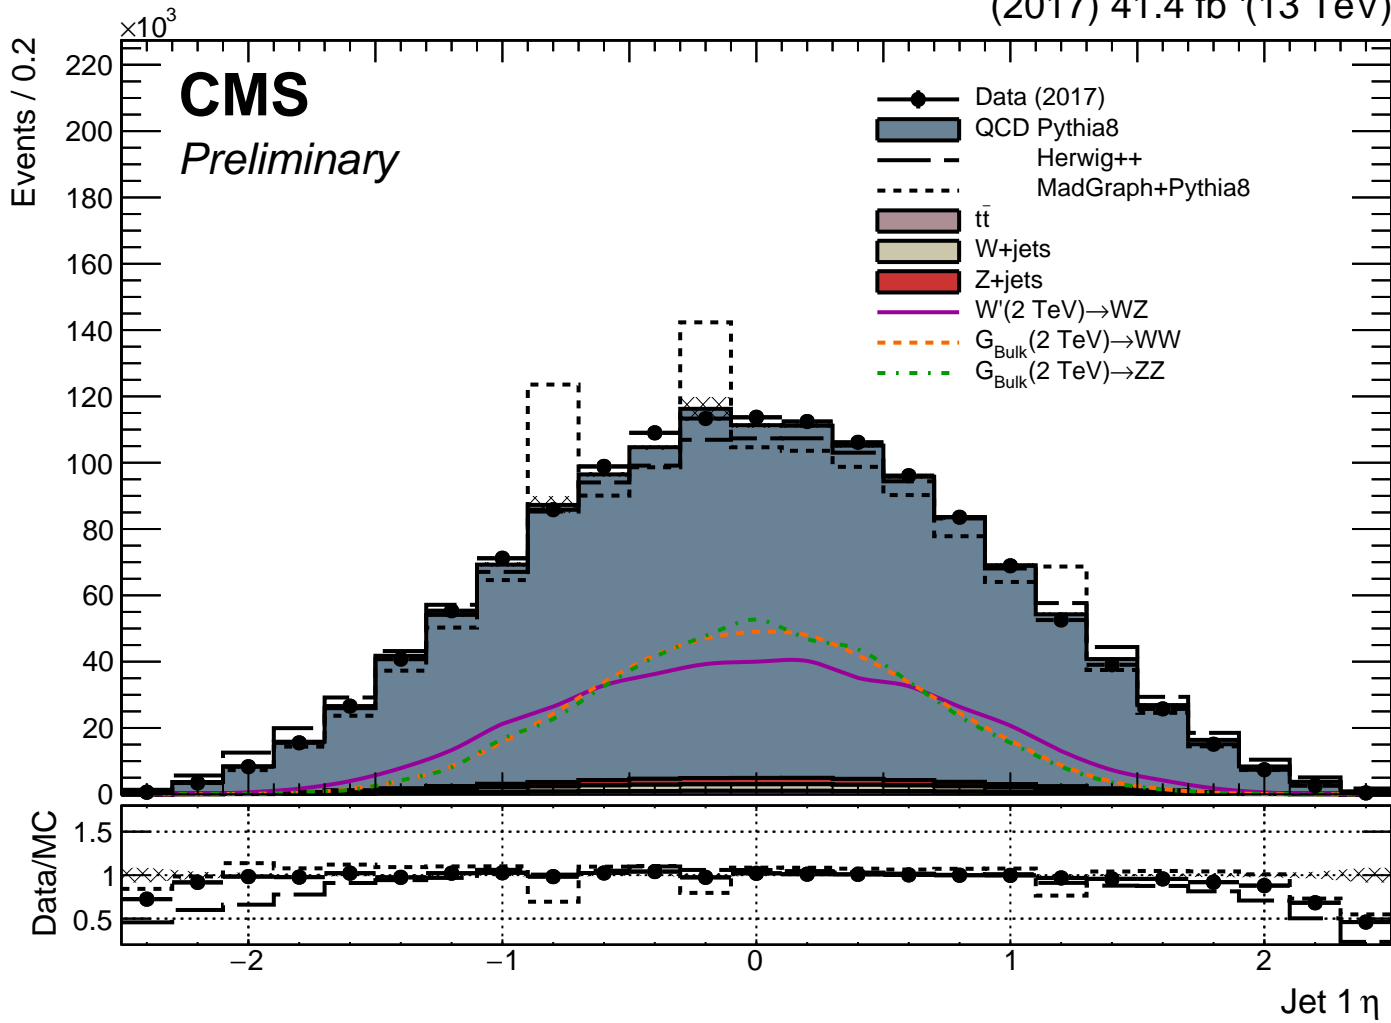 (2017) 41.4 fb⁻¹(13 TeV)
×10³
Events / 0.2
220
200
180
160
140
120
100
80
60
40
20
0
CMS
Preliminary
Data (2017)
QCD Pythia8
Herwig++
MadGraph+Pythia8
tt̄
W+jets
Z+jets
W'(2 TeV)→WZ
G_Bulk(2 TeV)→WW
G_Bulk(2 TeV)→ZZ
Data/MC
1.5
1
0.5
−2 −1 0 1 2
Jet 1 η